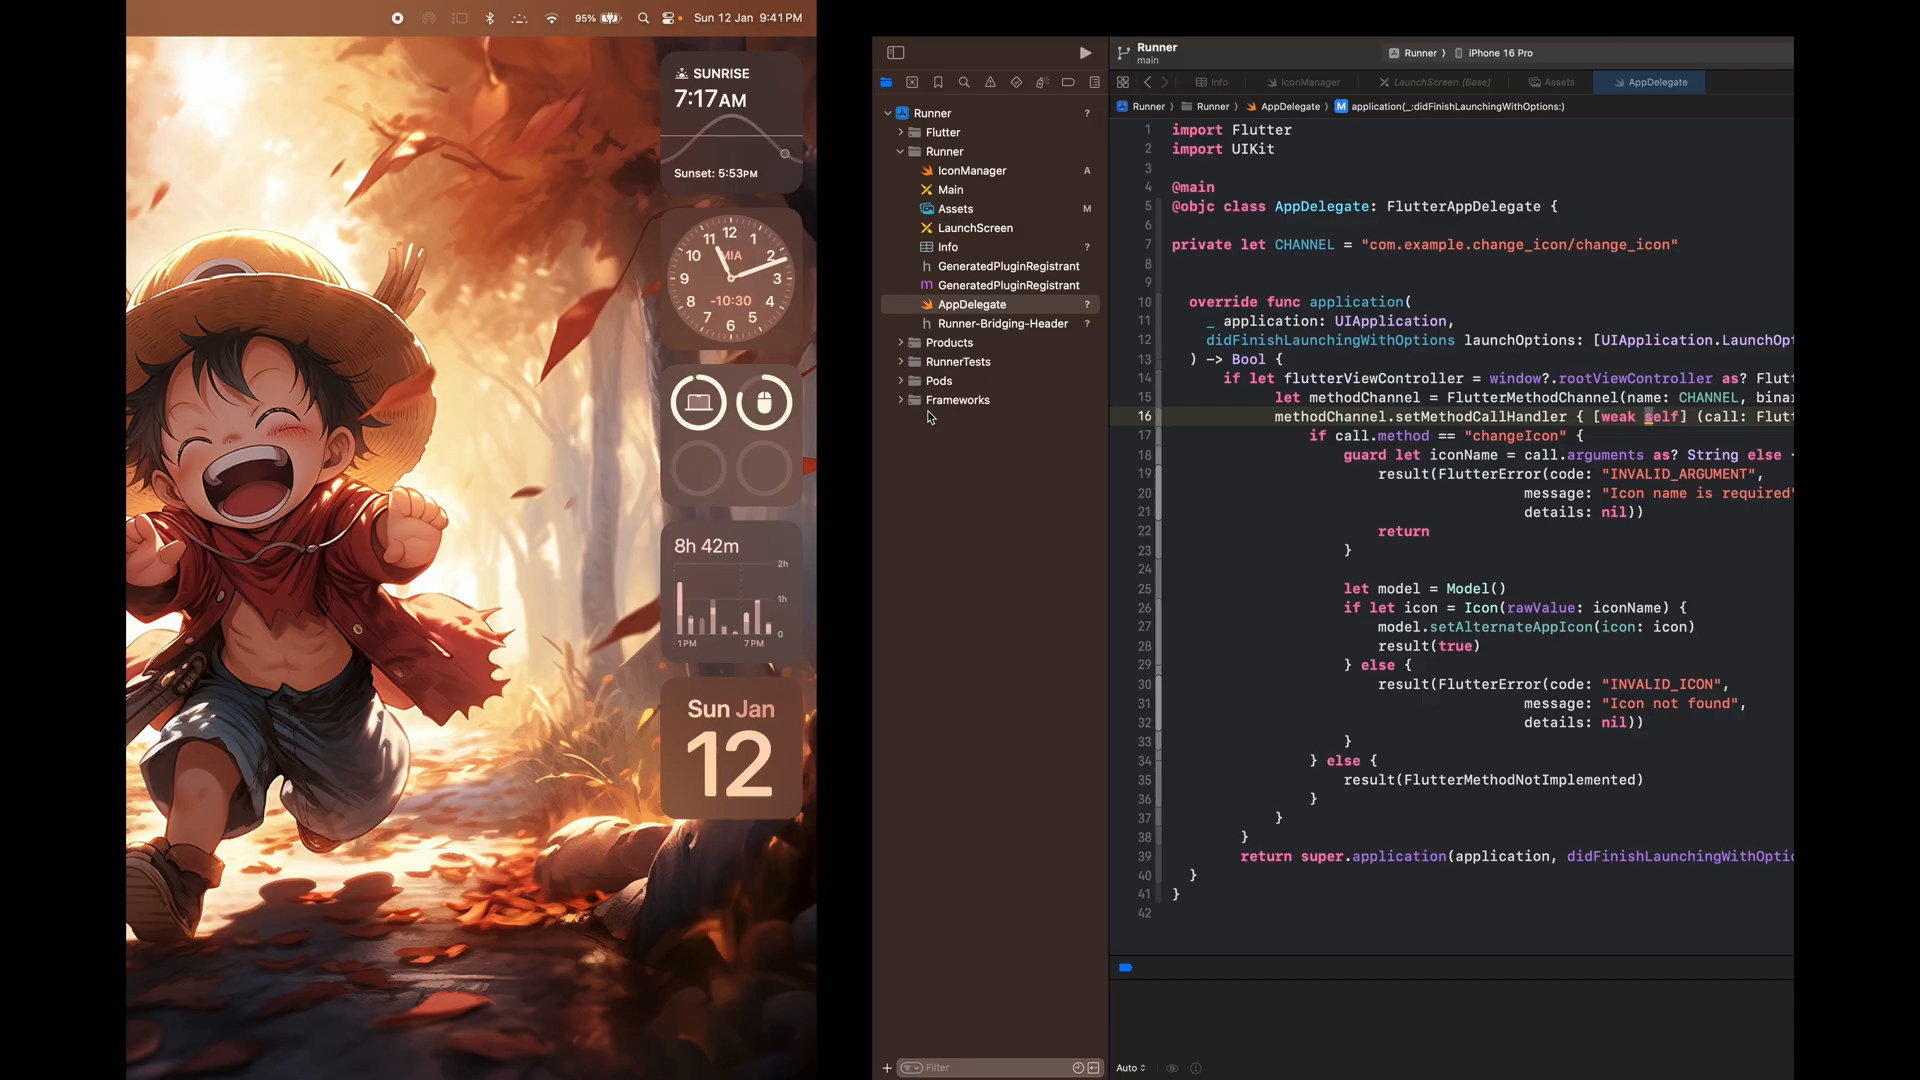 95% Sun 12 Jan 9:41 PM
SUNRISE
7:17AM
Sunset: 5:53PM
12
11 1
10 MIA 2
9 3
-10:30
8 4
7 5
6
8h 42m
2h
1h
0
1PM 7PM
Sun Jan
12
Runner ?
Flutter
Runner
IconManager A
Main
Assets M
LaunchScreen
Info ?
h GeneratedPluginRegistrant
m GeneratedPluginRegistrant
AppDelegate ?
h Runner-Bridging-Header ?
Products
RunnerTests
Pods
Frameworks
+ Filter
Runner
main
Runner 〉 iPhone 16 Pro
Info IconManager LaunchScreen (Base) Assets AppDelegate
Runner 〉 Runner 〉 AppDelegate 〉 M application(_:didFinishLaunchingWithOptions:)
1 import Flutter
2 import UIKit
3
4 @main
5 @objc class AppDelegate: FlutterAppDelegate {
6
7 private let CHANNEL = "com.example.change_icon/change_icon"
8
9
10 override func application(
11 _ application: UIApplication,
12 didFinishLaunchingWithOptions launchOptions: [UIApplication.LaunchOpt
13 ) -> Bool {
14 if let flutterViewController = window?.rootViewController as? Flut
15 let methodChannel = FlutterMethodChannel(name: CHANNEL, bina
16 methodChannel.setMethodCallHandler { [weak self] (call: Flut
17 if call.method == "changeIcon" {
18 guard let iconName = call.arguments as? String else {
19 result(FlutterError(code: "INVALID_ARGUMENT",
20 message: "Icon name is required"
21 details: nil))
22 return
23 }
24
25 let model = Model()
26 if let icon = Icon(rawValue: iconName) {
27 model.setAlternateAppIcon(icon: icon)
28 result(true)
29 } else {
30 result(FlutterError(code: "INVALID_ICON",
31 message: "Icon not found",
32 details: nil))
33 }
34 } else {
35 result(FlutterMethodNotImplemented)
36 }
37 }
38 }
39 return super.application(application, didFinishLaunchingWithOptio
40 }
41 }
42
Auto